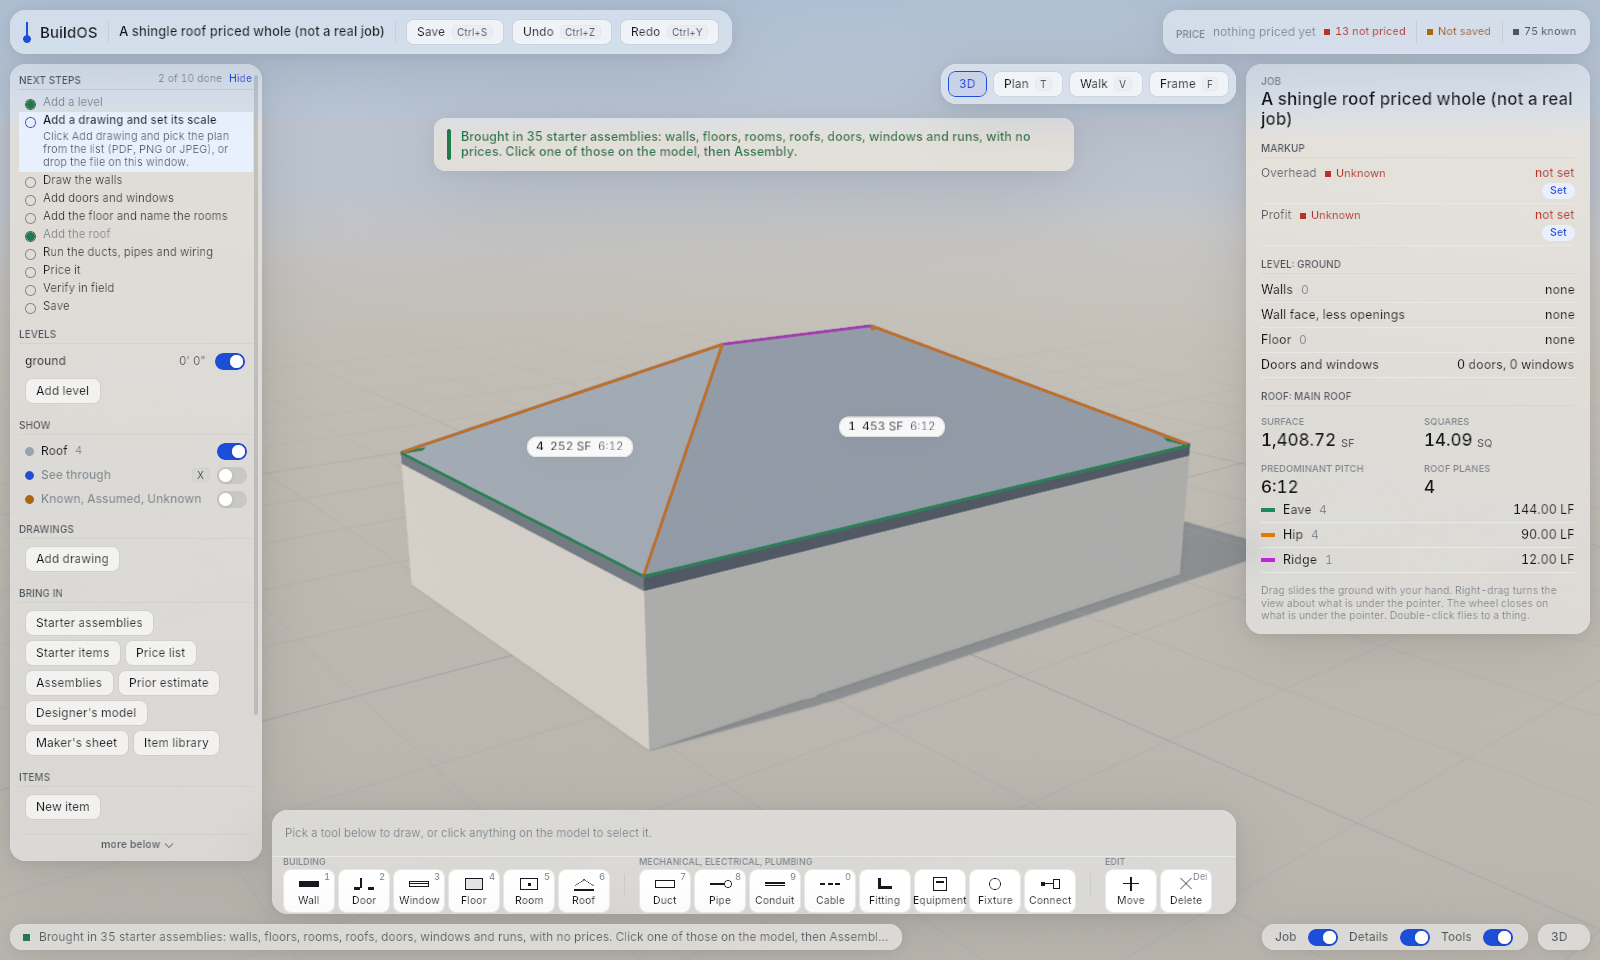 BuildOS
A shingle roof priced whole (not a real job)
Save Ctrl+S
Undo Ctrl+Z
Redo Ctrl+Y
PRICE nothing priced yet 13 not priced Not saved 75 known
NEXT STEPS 2 of 10 done Hide
Add a level
Add a drawing and set its scale
Click Add drawing and pick the plan
from the list (PDF, PNG or JPEG), or
drop the file on this window.
Draw the walls
Add doors and windows
Add the floor and name the rooms
Add the roof
Run the ducts, pipes and wiring
Price it
Verify in field
Save
LEVELS
ground 0' 0"
Add level
SHOW
Roof 4
See through X
Known, Assumed, Unknown
DRAWINGS
Add drawing
BRING IN
Starter assemblies
Starter items Price list
Assemblies Prior estimate
Designer's model
Maker's sheet Item library
ITEMS
New item
more below
3D Plan T Walk V Frame F
Brought in 35 starter assemblies: walls, floors, rooms, roofs, doors, windows and runs, with no
prices. Click one of those on the model, then Assembly.
4 252 SF 6:12
1 453 SF 6:12
JOB
A shingle roof priced whole (not a real
job)
MARKUP
Overhead Unknown not set
Set
Profit Unknown not set
Set
LEVEL: GROUND
Walls 0 none
Wall face, less openings none
Floor 0 none
Doors and windows 0 doors, 0 windows
ROOF: MAIN ROOF
SURFACE SQUARES
1,408.72 SF 14.09 SQ
PREDOMINANT PITCH ROOF PLANES
6:12 4
Eave 4 144.00 LF
Hip 4 90.00 LF
Ridge 1 12.00 LF
Drag slides the ground with your hand. Right-drag turns the
view about what is under the pointer. The wheel closes on
what is under the pointer. Double-click flies to a thing.
Pick a tool below to draw, or click anything on the model to select it.
BUILDING MECHANICAL, ELECTRICAL, PLUMBING EDIT
1 2 3 4 5 6 7 8 9 0 Del
Wall Door Window Floor Room Roof Duct Pipe Conduit Cable Fitting Equipment Fixture Connect Move Delete
Brought in 35 starter assemblies: walls, floors, rooms, roofs, doors, windows and runs, with no prices. Click one of those on the model, then Assembl...
Job Details Tools 3D